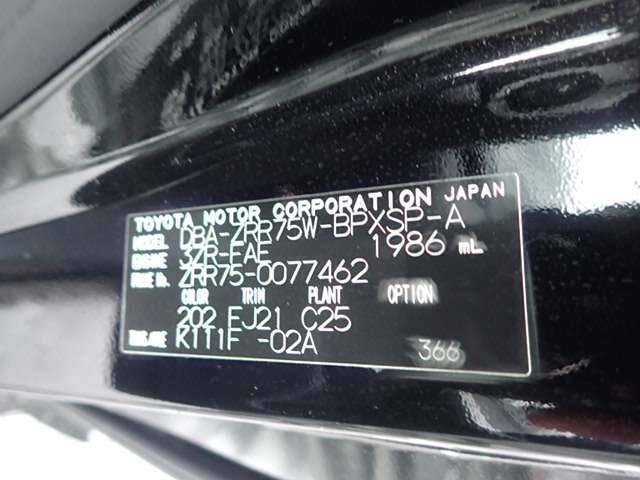 TOYOTA MOTOR CORPORATION JAPAN
MODEL DBA-ZRR75W-BPXSP-A
ENGINE 3ZR-FAE 1986 mL
FRAME No. ZRR75-0077462
COLOR TRIM PLANT OPTION
202 FJ21 C25
TRANS/AXLE K111F -02A 366